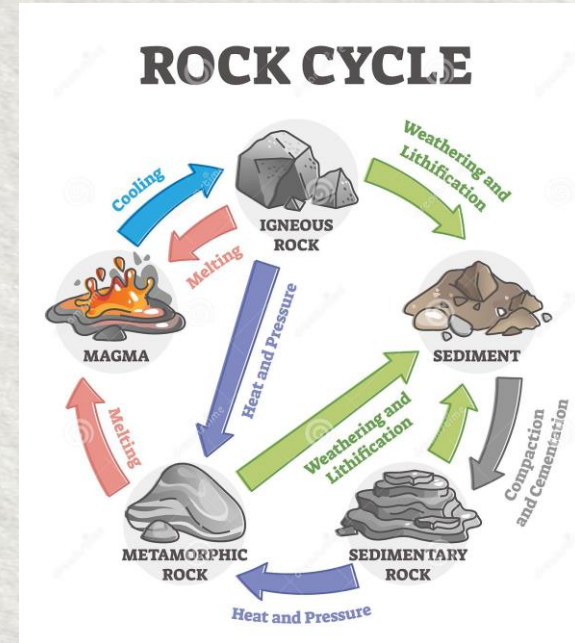 ROCK CYCLE
Cooling
Weathering and
Lithification
IGNEOUS
ROCK
Melting
MAGMA
Heat and Pressure
SEDIMENT
Melting
Weathering and
Lithification
Compaction
and Cementation
METAMORPHIC
ROCK
SEDIMENTARY
ROCK
Heat and Pressure